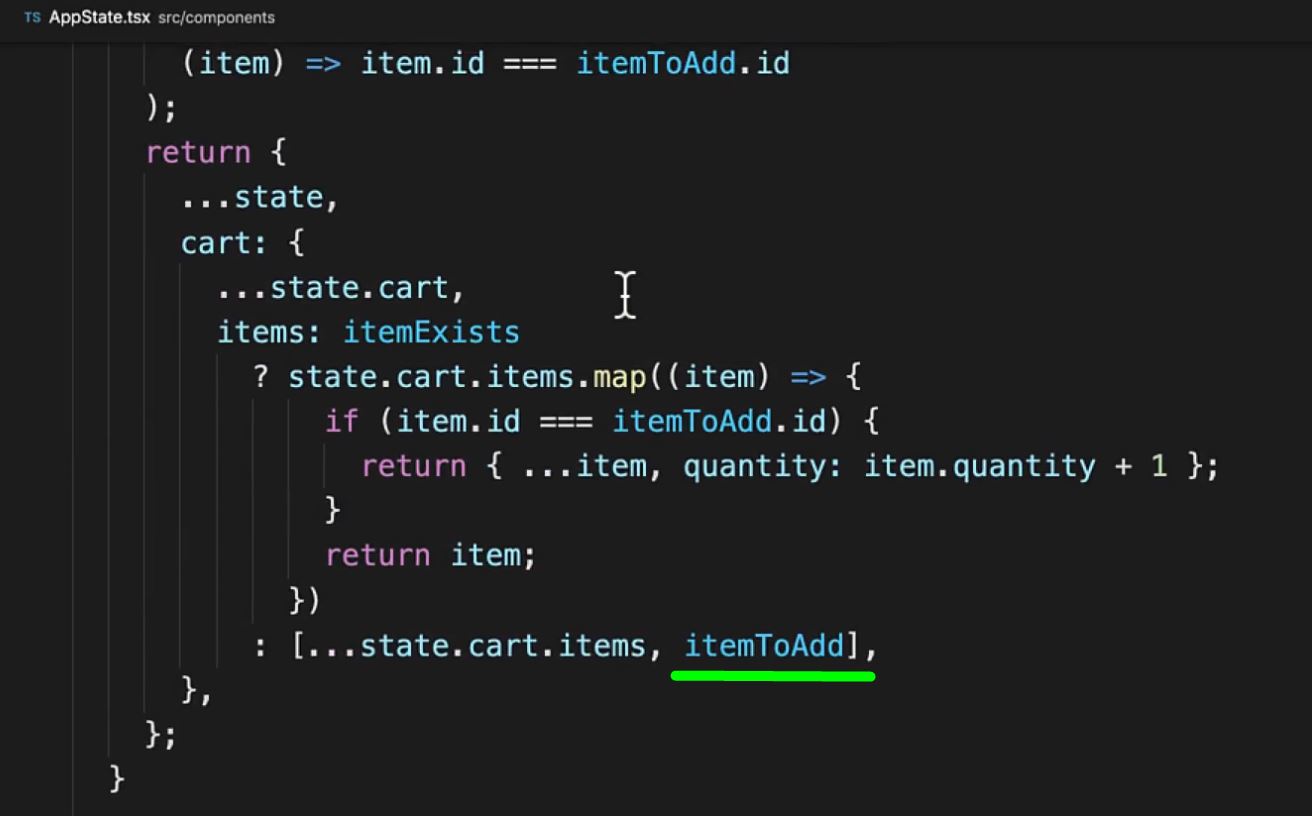 TS AppState.tsx src/components
(item) => item.id === itemToAdd.id
);
return {
...state,
cart: {
...state.cart,
items: itemExists
? state.cart.items.map((item) => {
if (item.id === itemToAdd.id) {
return { ...item, quantity: item.quantity + 1 };
}
return item;
})
: [...state.cart.items, itemToAdd],
},
};
}